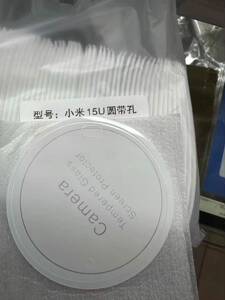 型号：小米15U圆带孔
Camera
Tempered Glass
Screen Protector